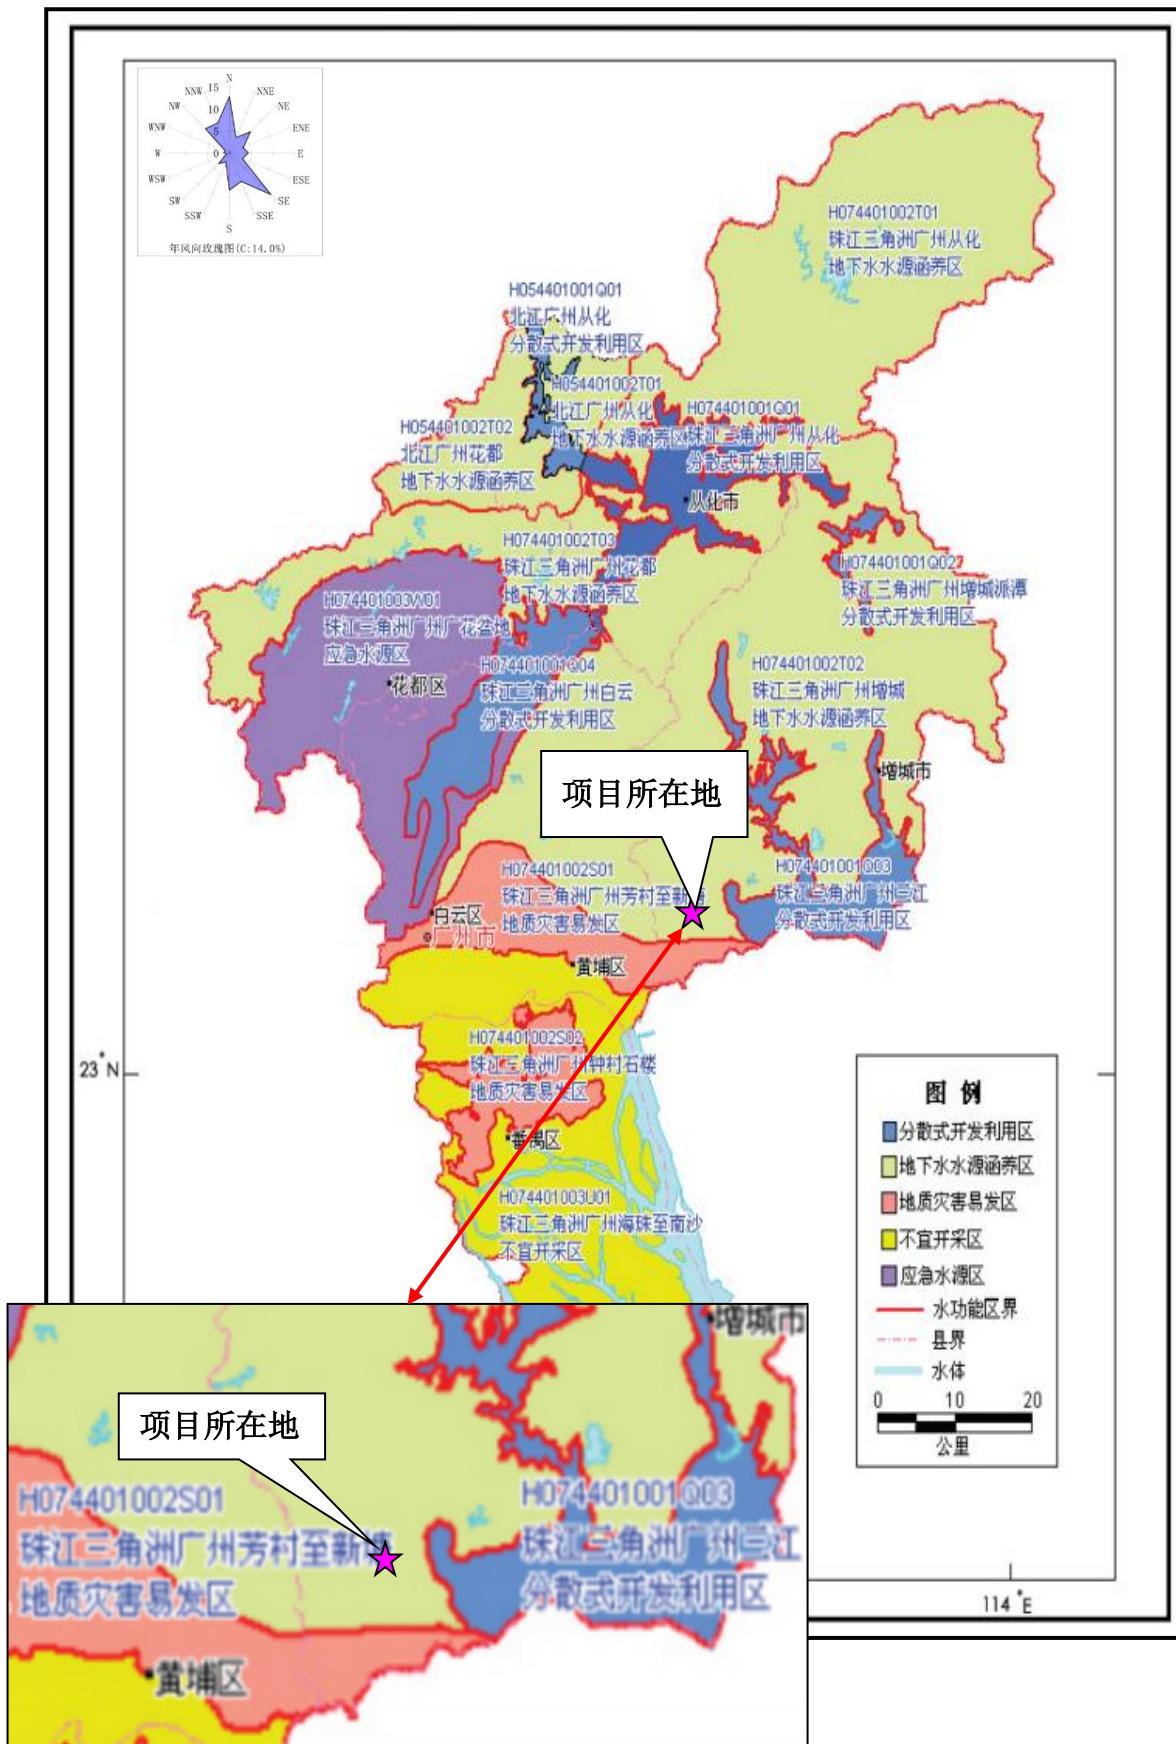 N
NNE
NE
ENE
E
ESE
SE
SSE
S
SSW
SW
WSW
W
WNW
NW
NNW
15
10
5
0
年风向玫瑰图(C:14.0%)
H074401002T01
珠江三角洲广州从化
地下水水源涵养区
H054401001Q01
北江广州从化
分散式开发利用区
H054401002T01
北江广州从化
地下水水源涵养区
H074401001Q01
珠江三角洲广州从化
分散式开发利用区
H054401002T02
北江广州花都
地下水水源涵养区
从化市
H074401002T03
珠江三角洲广州花都
地下水水源涵养区
H074401001Q02
珠江三角洲广州增城派潭
分散式开发利用区
H074401003W01
珠江三角洲广州广花盆地
应急水源区
花都区
H074401001Q04
珠江三角洲广州白云
分散式开发利用区
H074401002T02
珠江三角洲广州增城
地下水水源涵养区
增城市
项目所在地
H074401002S01
珠江三角洲广州芳村至新塘
地质灾害易发区
H074401001Q03
珠江三角洲广州三江
分散式开发利用区
白云区
广州市
黄埔区
H074401002S02
珠江三角洲广州钟村石楼
地质灾害易发区
番禺区
H074401003U01
珠江三角洲广州海珠至南沙
不宜开采区
23°N
图 例
分散式开发利用区
地下水水源涵养区
地质灾害易发区
不宜开采区
应急水源区
水功能区界
县界
水体
0 10 20
公里
114°E
增城市
项目所在地
H074401002S01
珠江三角洲广州芳村至新塘
地质灾害易发区
H074401001Q03
珠江三角洲广州三江
分散式开发利用区
黄埔区